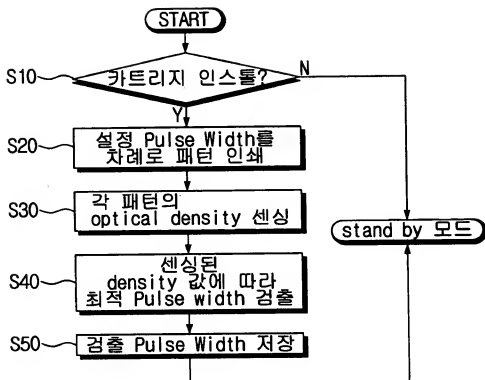 START
S10
카트리지 인스톨?
N
Y
S20
설정 Pulse Width를
차례로 패턴 인쇄
S30
각 패턴의
optical density 센싱
stand by 모드
S40
센싱된
density 값에 따라
최적 Pulse width 검출
S50
검출 Pulse Width 저장